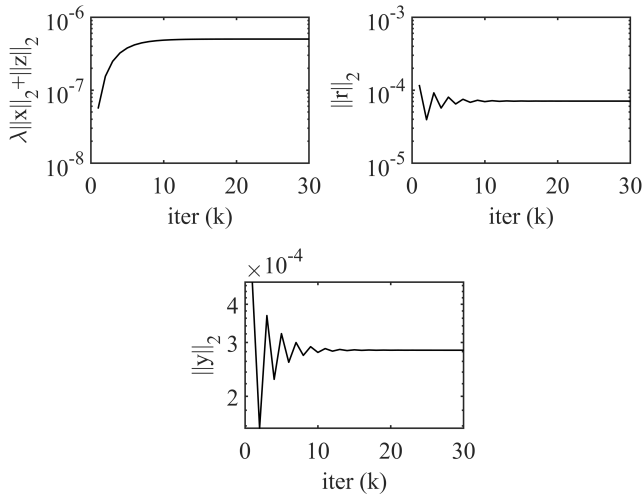 10^-6
10^-7
10^-8
λ||x||_2+||z||_2
0 10 20 30
iter (k)
10^-3
10^-4
10^-5
||r||_2
0 10 20 30
iter (k)
×10^-4
4
3
2
||y||_2
0 10 20 30
iter (k)